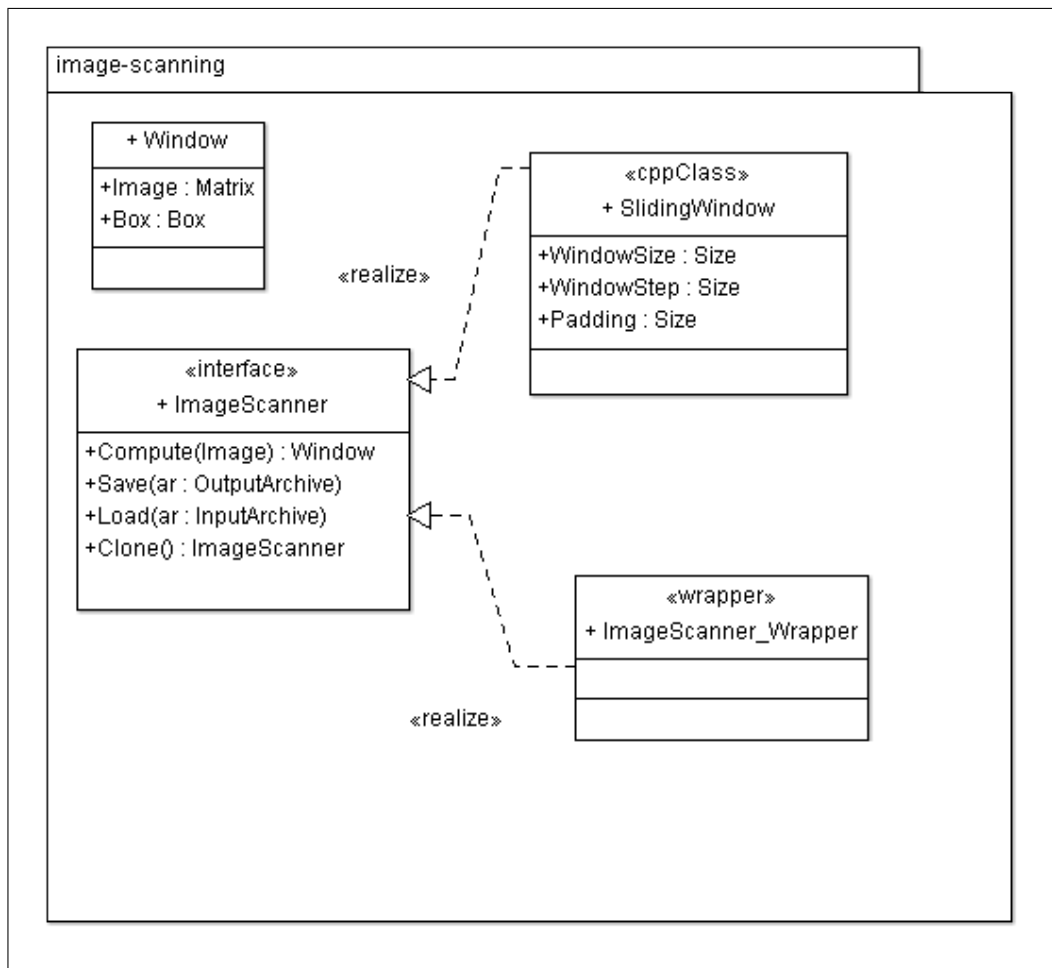 image-scanning
+ Window
+Image : Matrix
+Box : Box
«cppClass»
+ SlidingWindow
+WindowSize : Size
+WindowStep : Size
+Padding : Size
«realize»
«interface»
+ ImageScanner
+Compute(Image) : Window
+Save(ar : OutputArchive)
+Load(ar : InputArchive)
+Clone() : ImageScanner
«wrapper»
+ ImageScanner_Wrapper
«realize»